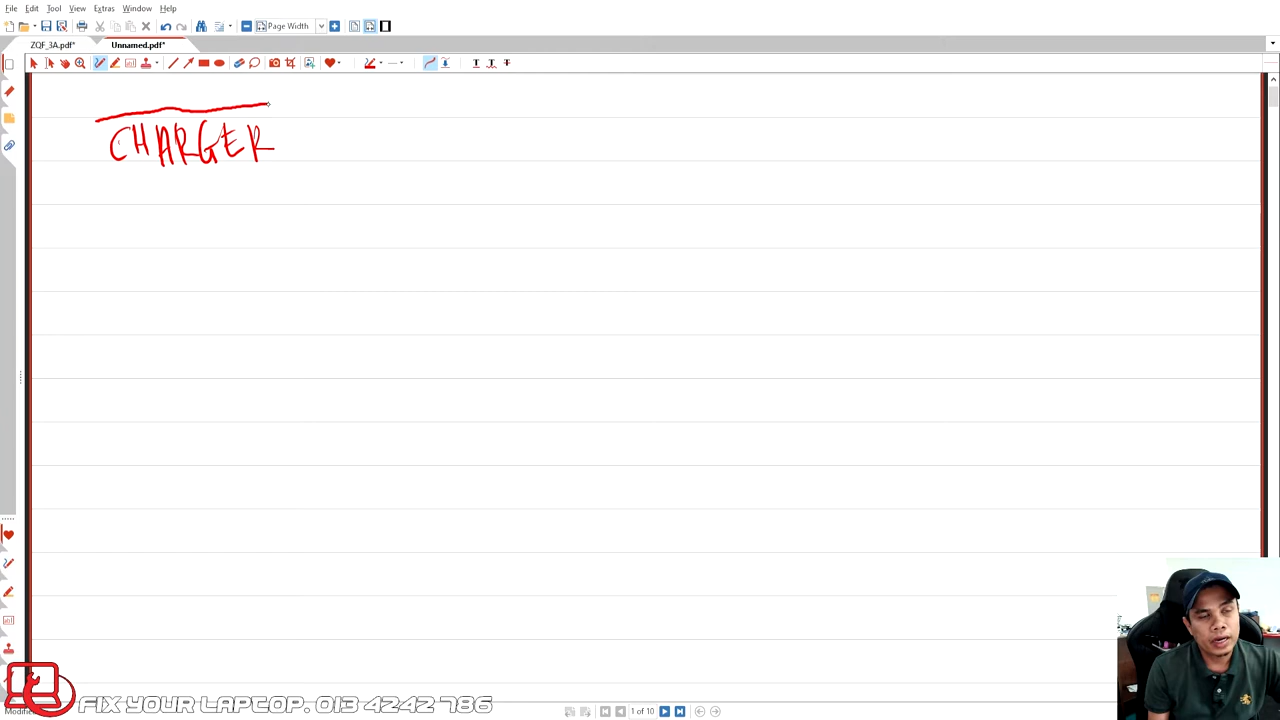 File Edit Tool View Extras Window Help
Page Width
ZQF_3A.pdf* Unnamed.pdf*
CHARGER
FIX YOUR LAPTOP. 013 4242 786
1 of 10